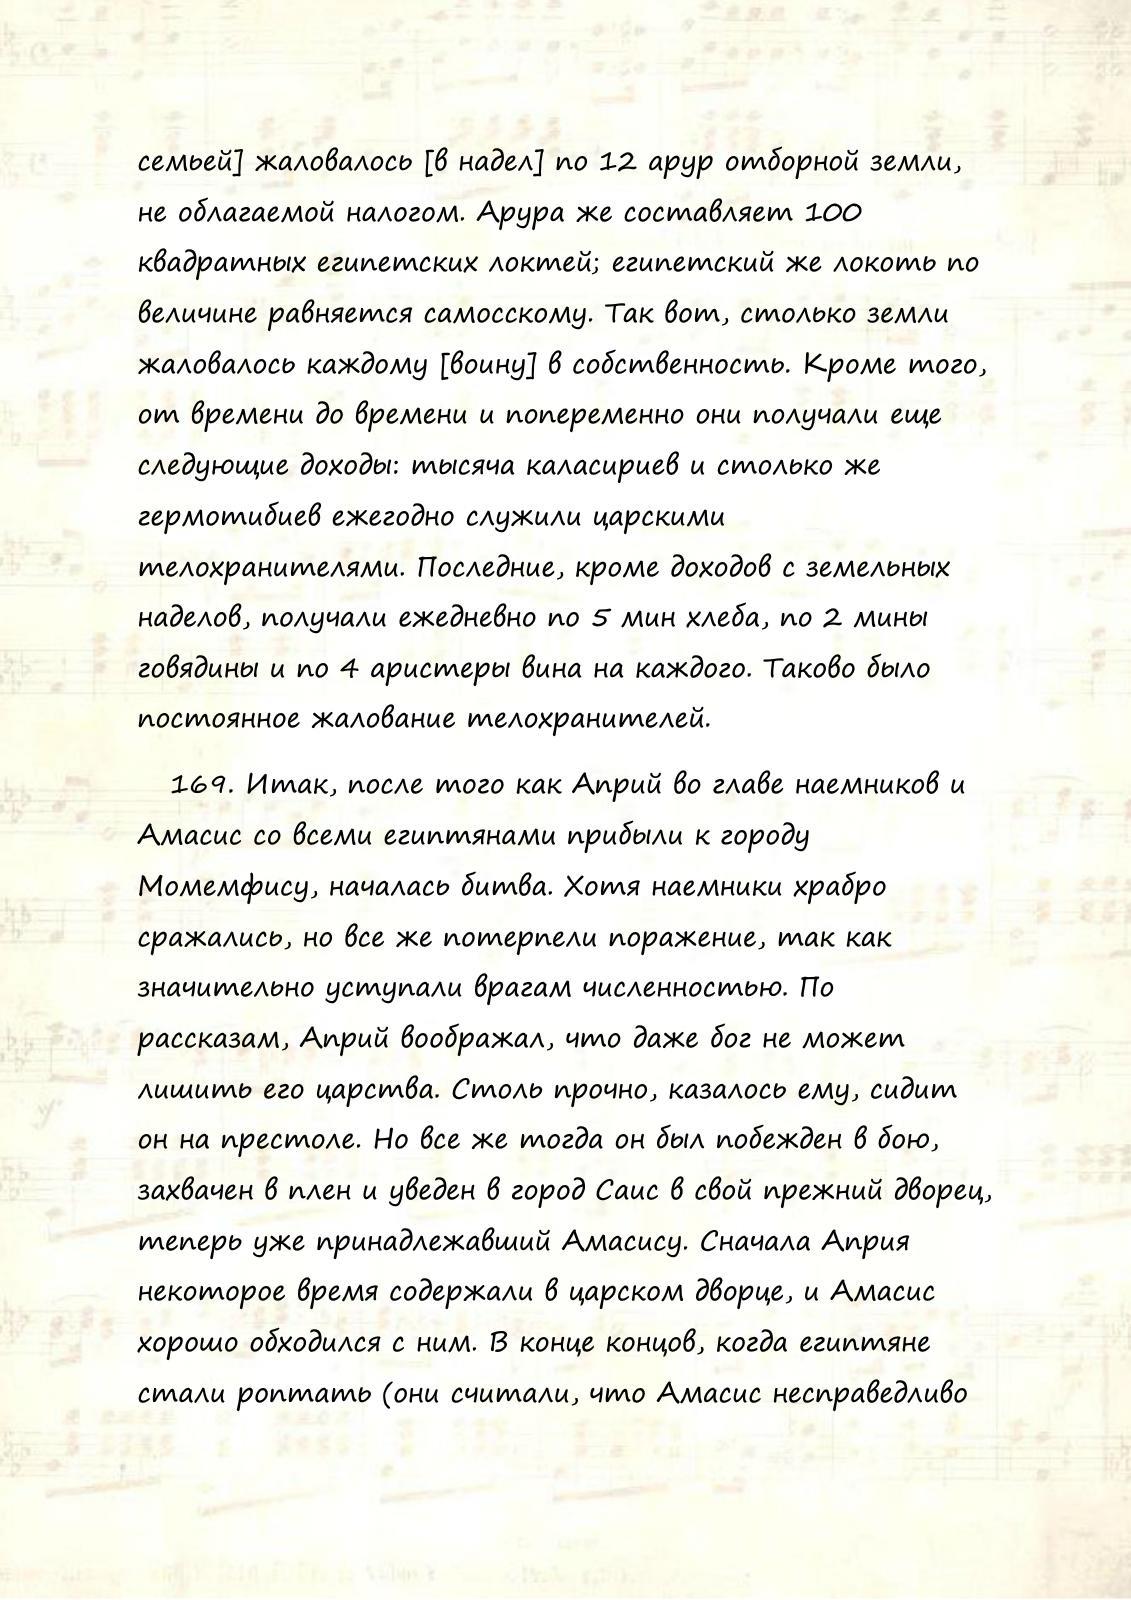 семьей] жаловалось [в надел] по 12 арур отборной земли,
не облагаемой налогом. Арура же составляет 100
квадратных египетских локтей; египетский же локоть по
величине равняется самосскому. Так вот, столько земли
жаловалось каждому [воину] в собственность. Кроме того,
от времени до времени и попеременно они получали еще
следующие доходы: тысяча каласириев и столько же
гермотибиев ежегодно служили царскими
телохранителями. Последние, кроме доходов с земельных
наделов, получали ежедневно по 5 мин хлеба, по 2 мины
говядины и по 4 аристеры вина на каждого. Таково было
постоянное жалование телохранителей.
169. Итак, после того как Априй во главе наемников и
Амасис со всеми египтянами прибыли к городу
Момемфису, началась битва. Хотя наемники храбро
сражались, но все же потерпели поражение, так как
значительно уступали врагам численностью. По
рассказам, Априй воображал, что даже бог не может
лишить его царства. Столь прочно, казалось ему, сидит
он на престоле. Но все же тогда он был побежден в бою,
захвачен в плен и уведен в город Саис в свой прежний дворец,
теперь уже принадлежавший Амасису. Сначала Априя
некоторое время содержали в царском дворце, и Амасис
хорошо обходился с ним. В конце концов, когда египтяне
стали роптать (они считали, что Амасис несправедливо